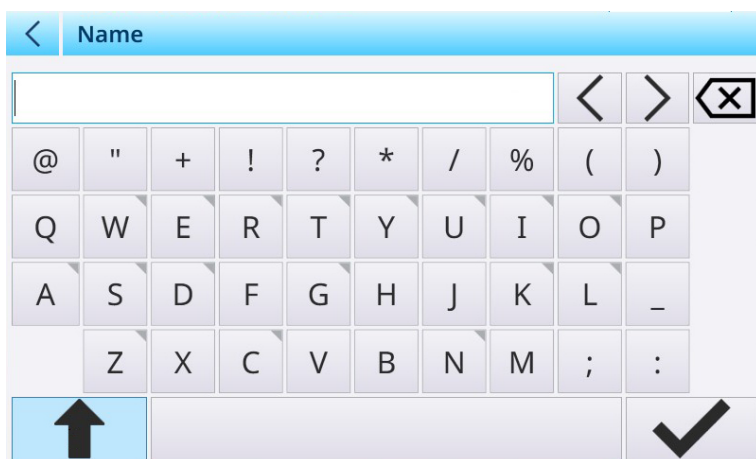 Name
@ " + ! ? * / % ( )
Q W E R T Y U I O P
A S D F G H J K L _
Z X C V B N M ; :